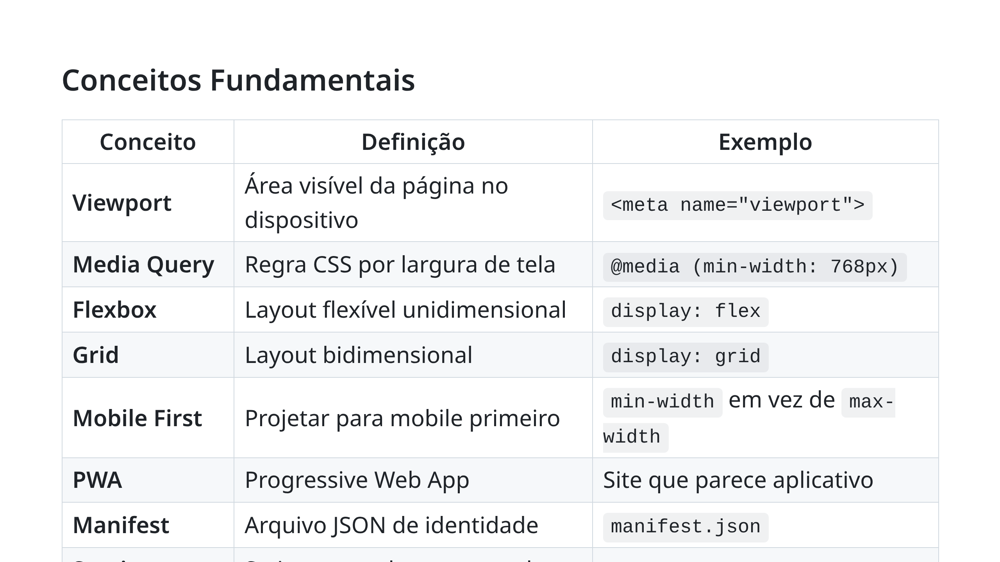 Conceitos Fundamentais
Conceito Definição Exemplo
Viewport Área visível da página no dispositivo <meta name="viewport">
Media Query Regra CSS por largura de tela @media (min-width: 768px)
Flexbox Layout flexível unidimensional display: flex
Grid Layout bidimensional display: grid
Mobile First Projetar para mobile primeiro min-width em vez de max-width
PWA Progressive Web App Site que parece aplicativo
Manifest Arquivo JSON de identidade manifest.json